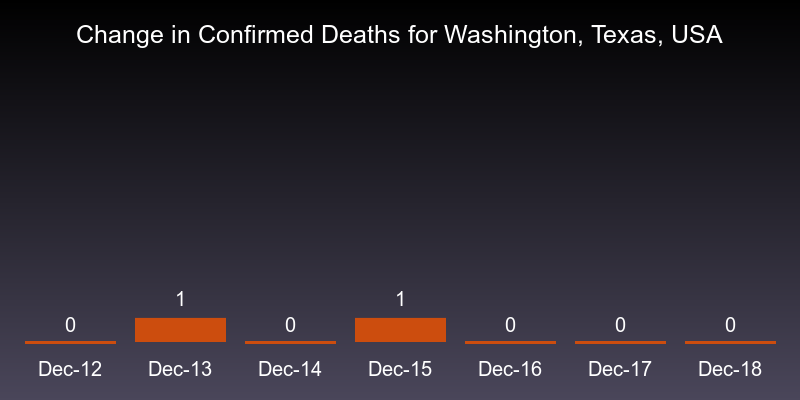 Change in Confirmed Deaths for Washington, Texas, USA
1 1
0 0 0 0 0
Dec-12 Dec-13 Dec-14 Dec-15 Dec-16 Dec-17 Dec-18